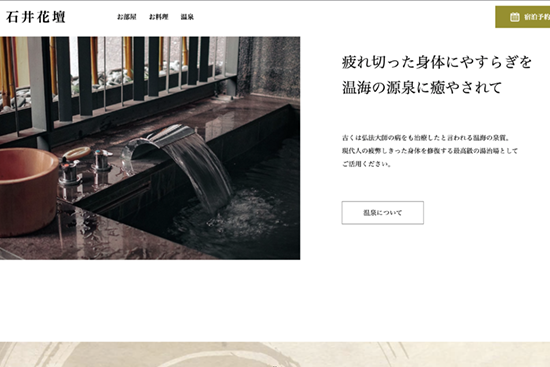 石井花壇
お部屋 お料理 温泉
宿泊予約
疲れ切った身体にやすらぎを
温海の源泉に癒やされて
古くは弘法大師の病をも治療したと言われる温海の泉質。
現代人の疲弊しきった身体を修復する最高級の湯治場として
ご活用ください。
温泉について